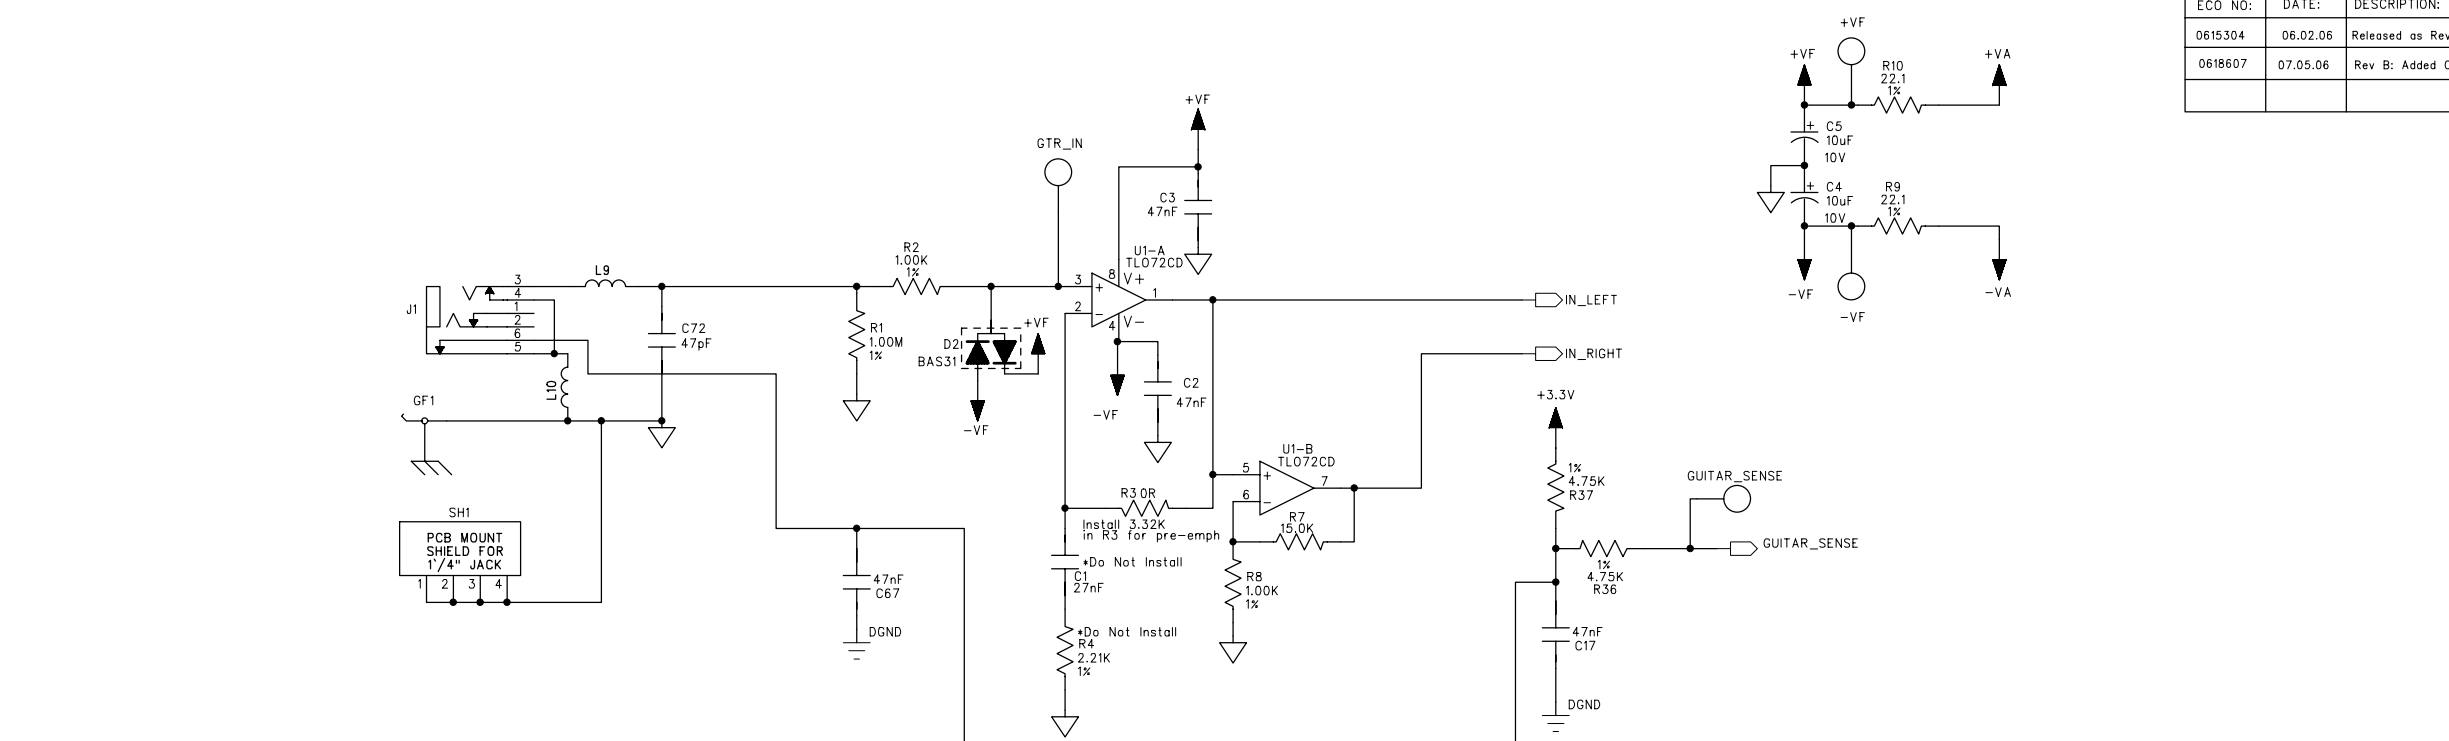 ECO NO: DATE: DESCRIPTION:
0615304 06.02.06 Released as Rev
0618607 07.05.06 Rev B: Added
+VF
+VF
R10
22.1
1%
+VA
C5
10uF
10V
C4
10uF
10V
R9
22.1
1%
-VF
-VF
-VA
+VF
GTR_IN
C3
47nF
U1-A
TL072CD
8 V+
3 +
2 -
1
4 V-
R2
1.00K
1%
L9
J1
3
4
1
2
6
5
C72
47pF
R1
1.00M
1%
D2
BAS31
+VF
-VF
-VF
C2
47nF
IN_LEFT
IN_RIGHT
L10
GF1
SH1
PCB MOUNT
SHIELD FOR
1`/4" JACK
1 2 3 4
47nF
C67
DGND
R3 0R
Install 3.32K
in R3 for pre-emph
*Do Not Install
C1
27nF
*Do Not Install
R4
2.21K
1%
U1-B
TL072CD
5 +
6 -
7
R7
15.0K
R8
1.00K
1%
+3.3V
1%
4.75K
R37
1%
4.75K
R36
GUITAR_SENSE
GUITAR_SENSE
47nF
C17
DGND